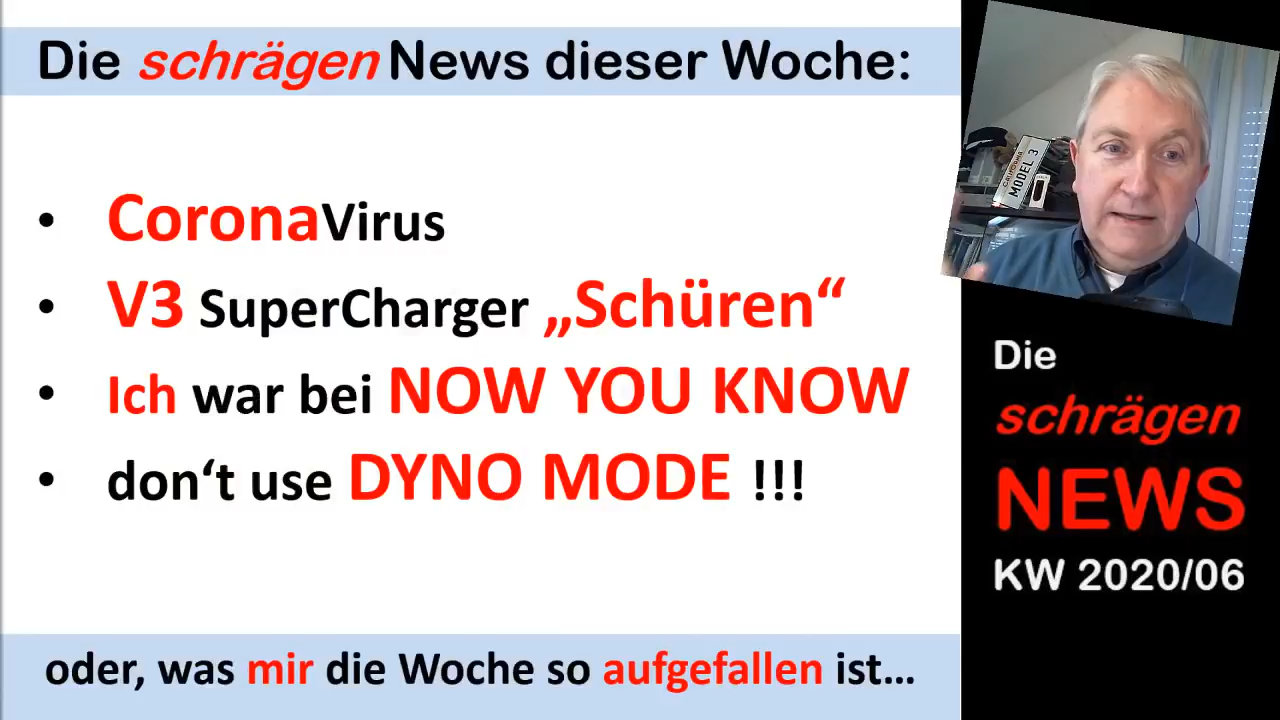 Die schrägen News dieser Woche:
• CoronaVirus
• V3 SuperCharger „Schüren“
• Ich war bei NOW YOU KNOW
• don‘t use DYNO MODE !!!
oder, was mir die Woche so aufgefallen ist...
CALIFORNIA
MODEL 3
Die
schrägen
NEWS
KW 2020/06